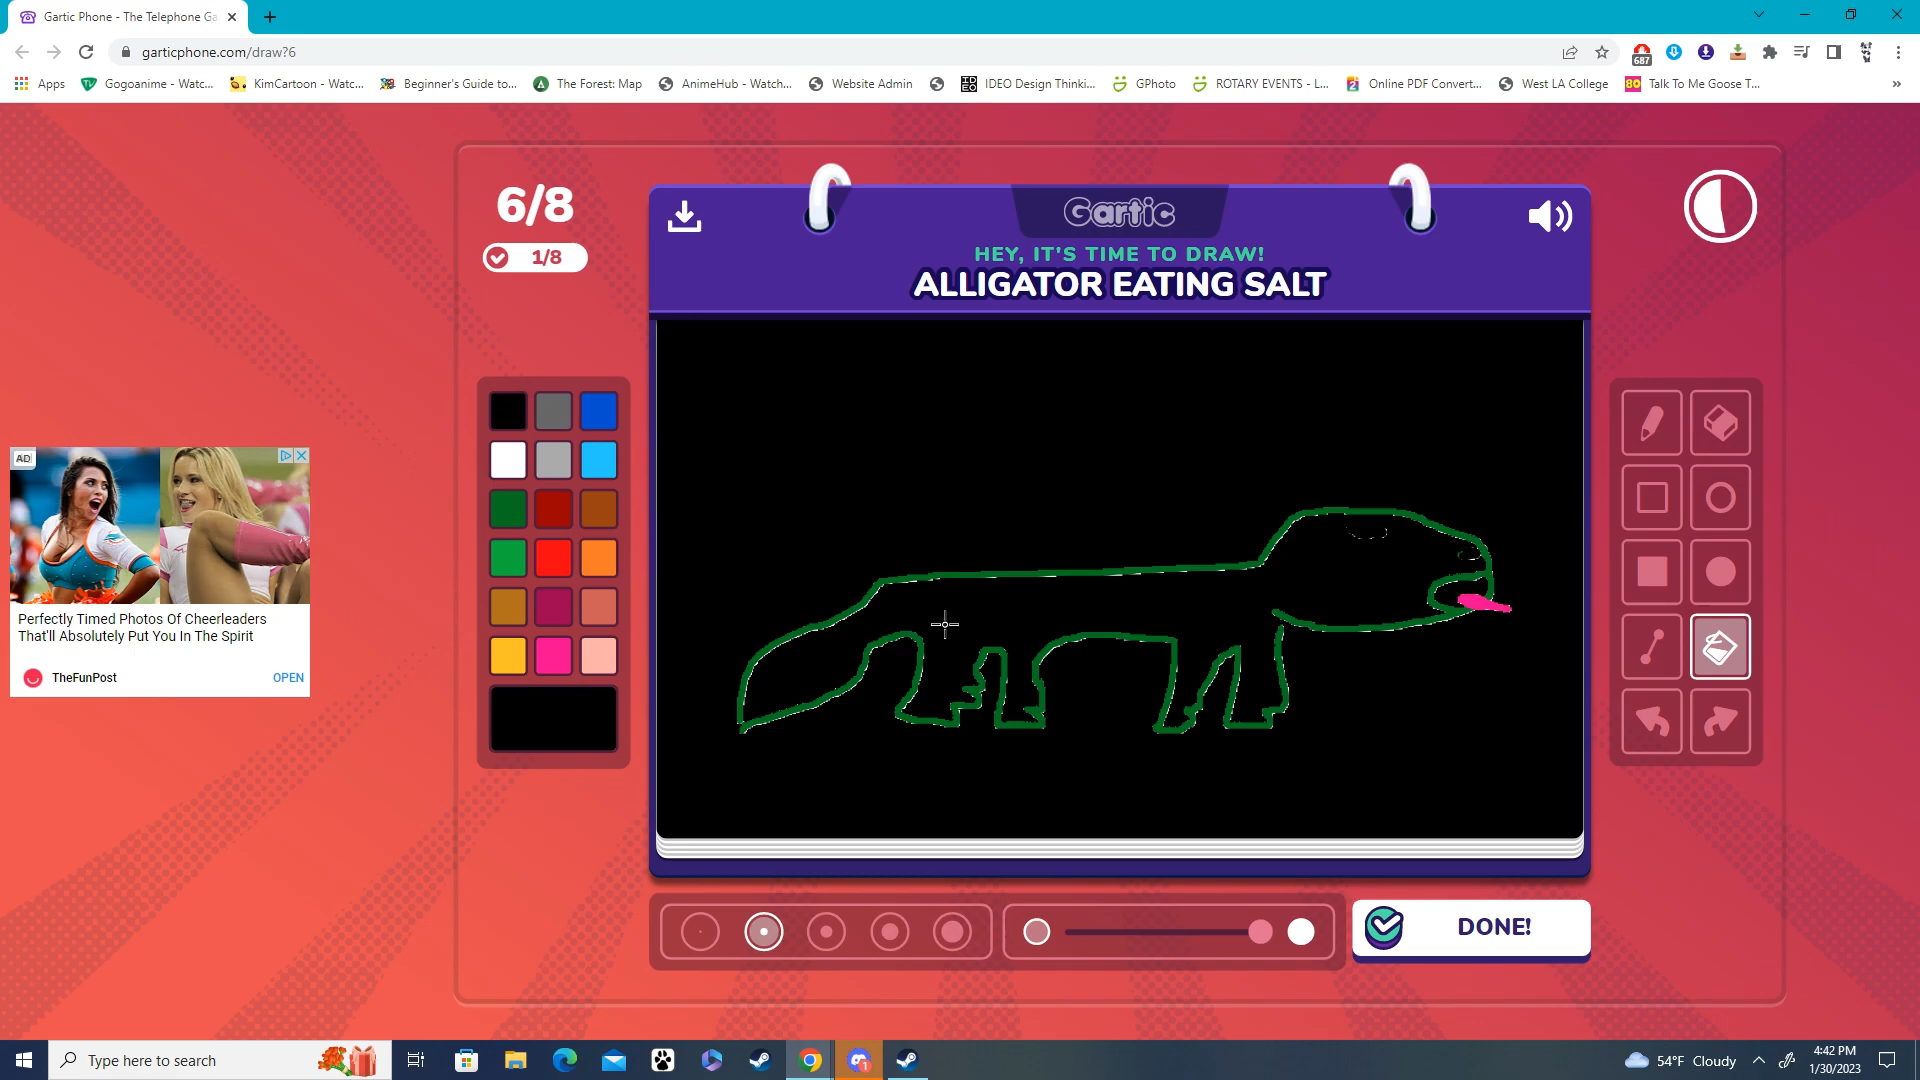 Gartic Phone - The Telephone Ga
garticphone.com/draw?6
687
Apps
Gogoanime - Watc...
KimCartoon - Watc...
Beginner's Guide to...
The Forest: Map
AnimeHub - Watch...
Website Admin
IDEO Design Thinki...
GPhoto
ROTARY EVENTS - L...
Online PDF Convert...
West LA College
80 Talk To Me Goose T...
»
6/8
1/8
Gartic
HEY, IT'S TIME TO DRAW!
ALLIGATOR EATING SALT
AD
Perfectly Timed Photos Of Cheerleaders
That'll Absolutely Put You In The Spirit
TheFunPost
OPEN
DONE!
Type here to search
1
54°F Cloudy
4:42 PM
1/30/2023